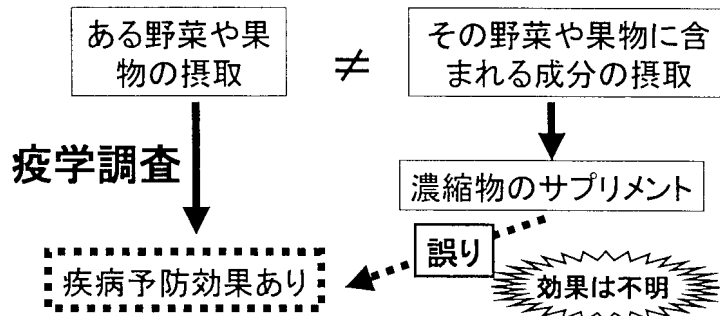 ある野菜や果
物の摂取
≠
その野菜や果物に含
まれる成分の摂取
疫学調査
濃縮物のサプリメント
誤り
疾病予防効果あり
効果は不明